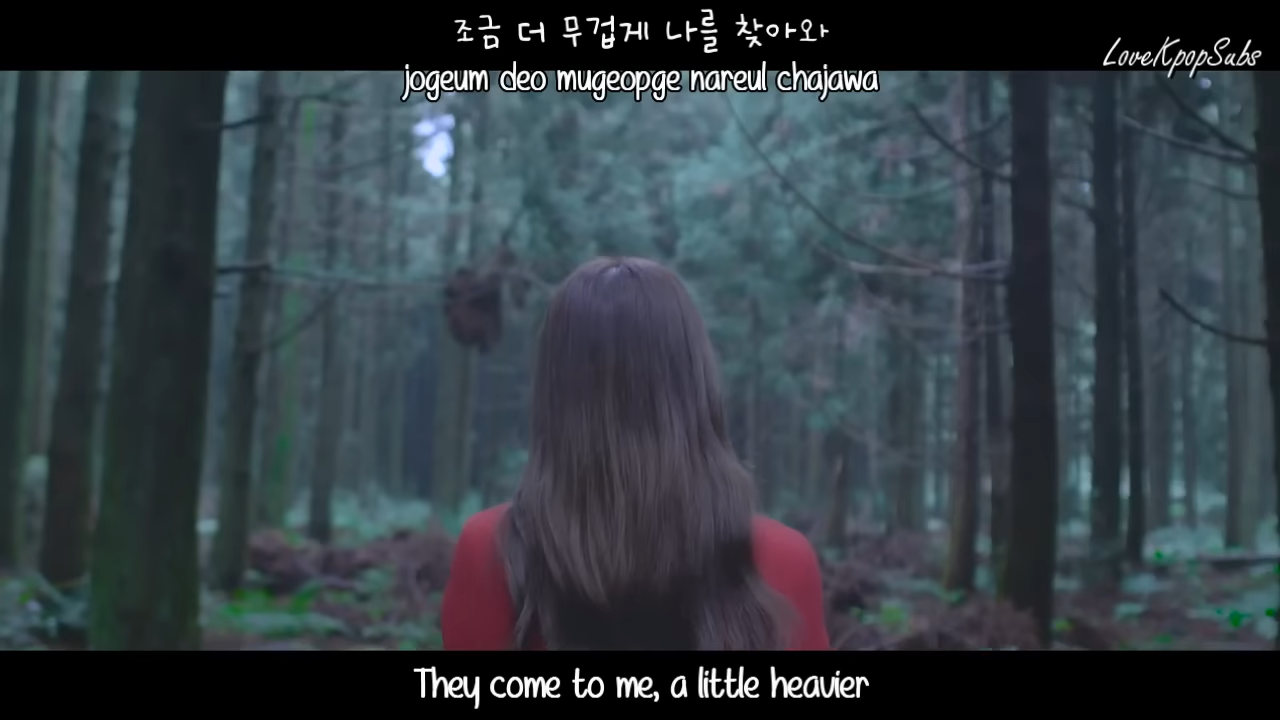 조금 더 무겁게 나를 찾아와
LoveKpopSubs
jogeum deo mugeopge nareul chajawa
They come to me, a little heavier